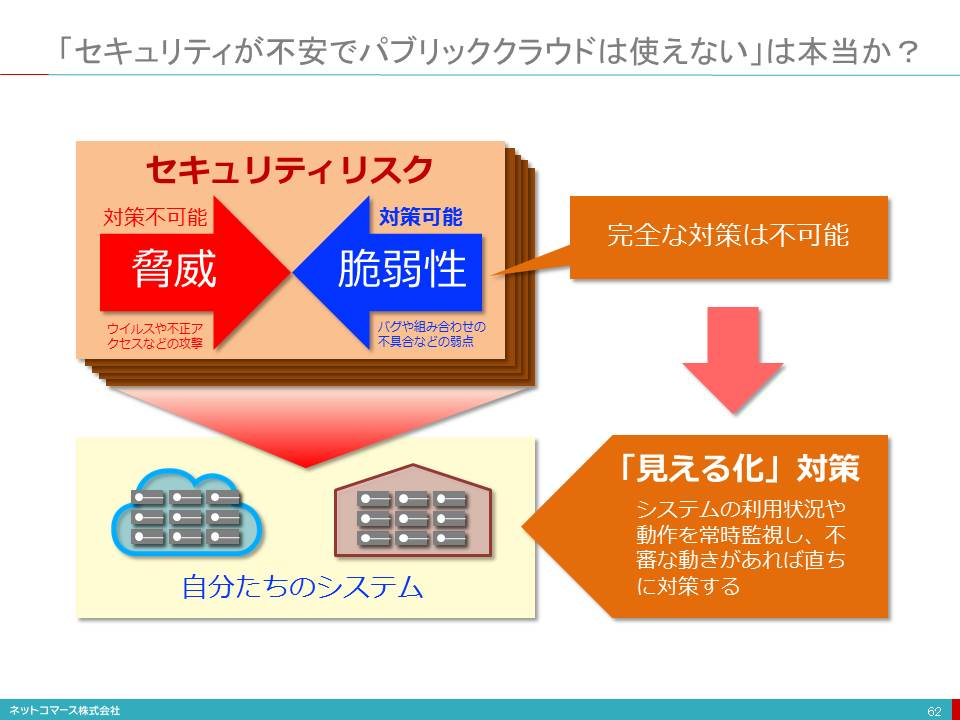 「セキュリティが不安でパブリッククラウドは使えない」は本当か？
セキュリティリスク
対策不可能
対策可能
脅威
脆弱性
ウイルスや不正ア
クセスなどの攻撃
バグや組み合わせの
不具合などの弱点
完全な対策は不可能
「見える化」対策
システムの利用状況や
動作を常時監視し、不
審な動きがあれば直ち
に対策する
自分たちのシステム
ネットコマース株式会社
62